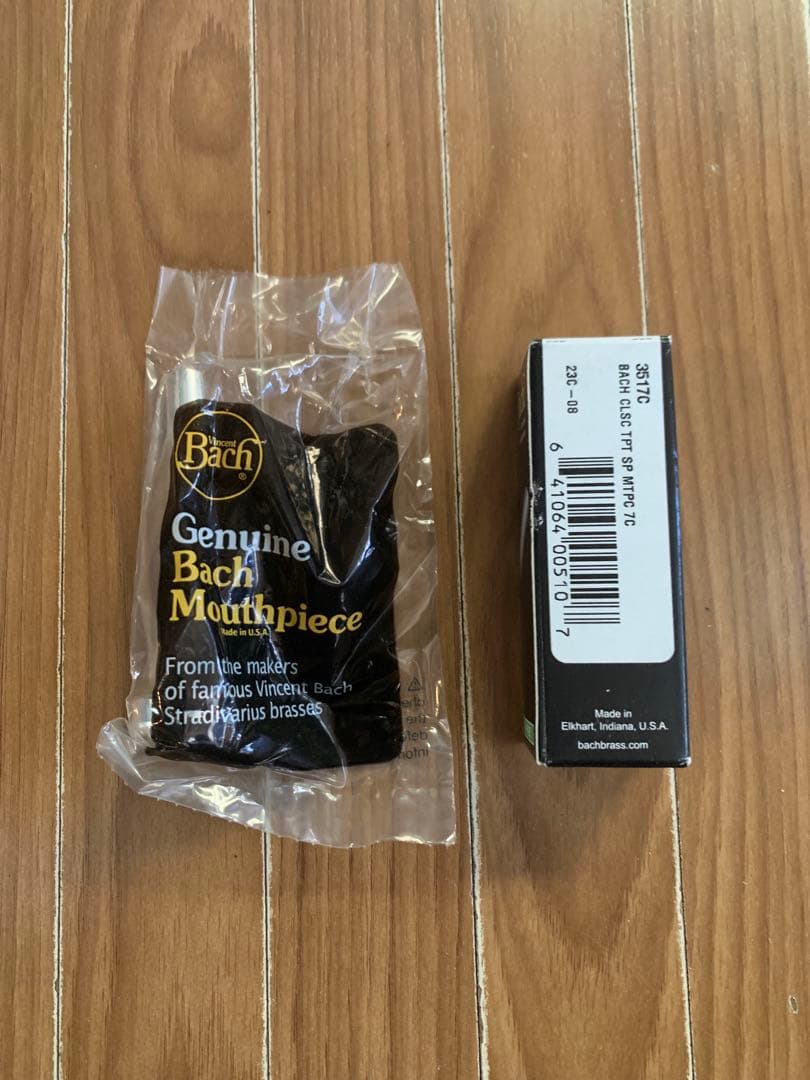 Vincent
Bach
®
Genuine
Bach
Mouthpiece
Made in U.S.A.
From the makers
of famous Vincent Bach
Stradivarius brasses
3517C
BACH CLSC TPT SP MTPC 7C
23C-08
6 41064 00510 7
Made in
Elkhart, Indiana, U.S.A.
bachbrass.com